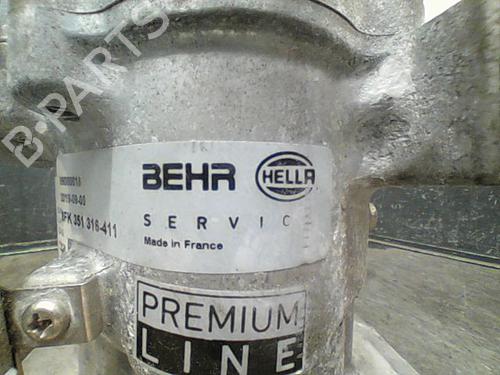 B-PARTS
BEHR HELLA
SERVIC
Made in France
8FK 351 316-411
PREMIUM
LINE